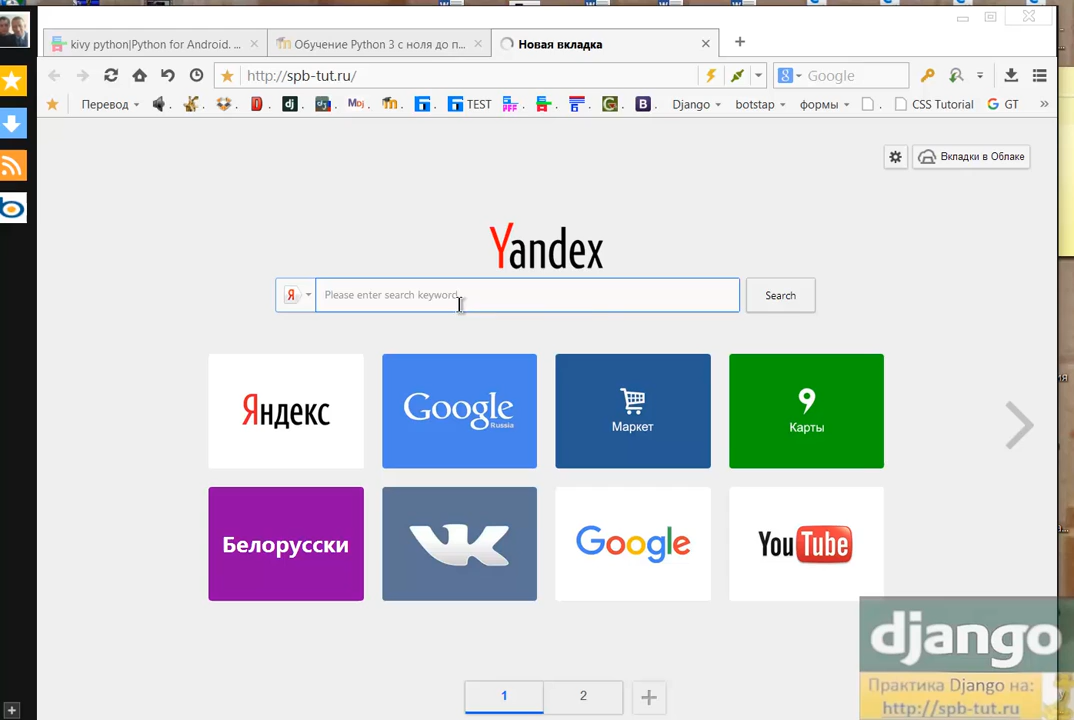 kivy python|Python for Android. ...
Обучение Python 3 с ноля до п...
Новая вкладка
http://spb-tut.ru/
Google
Перевод
Moj
TEST
Django
botstap
формы
CSS Tutorial
GT
Вкладки в Облаке
Yandex
Я
Please enter search keyword
Search
Яндекс
Google
Russia
Маркет
Карты
Белорусски
Google
YouTube
django
Практика Django на:
http://spb-tut.ru
1
2